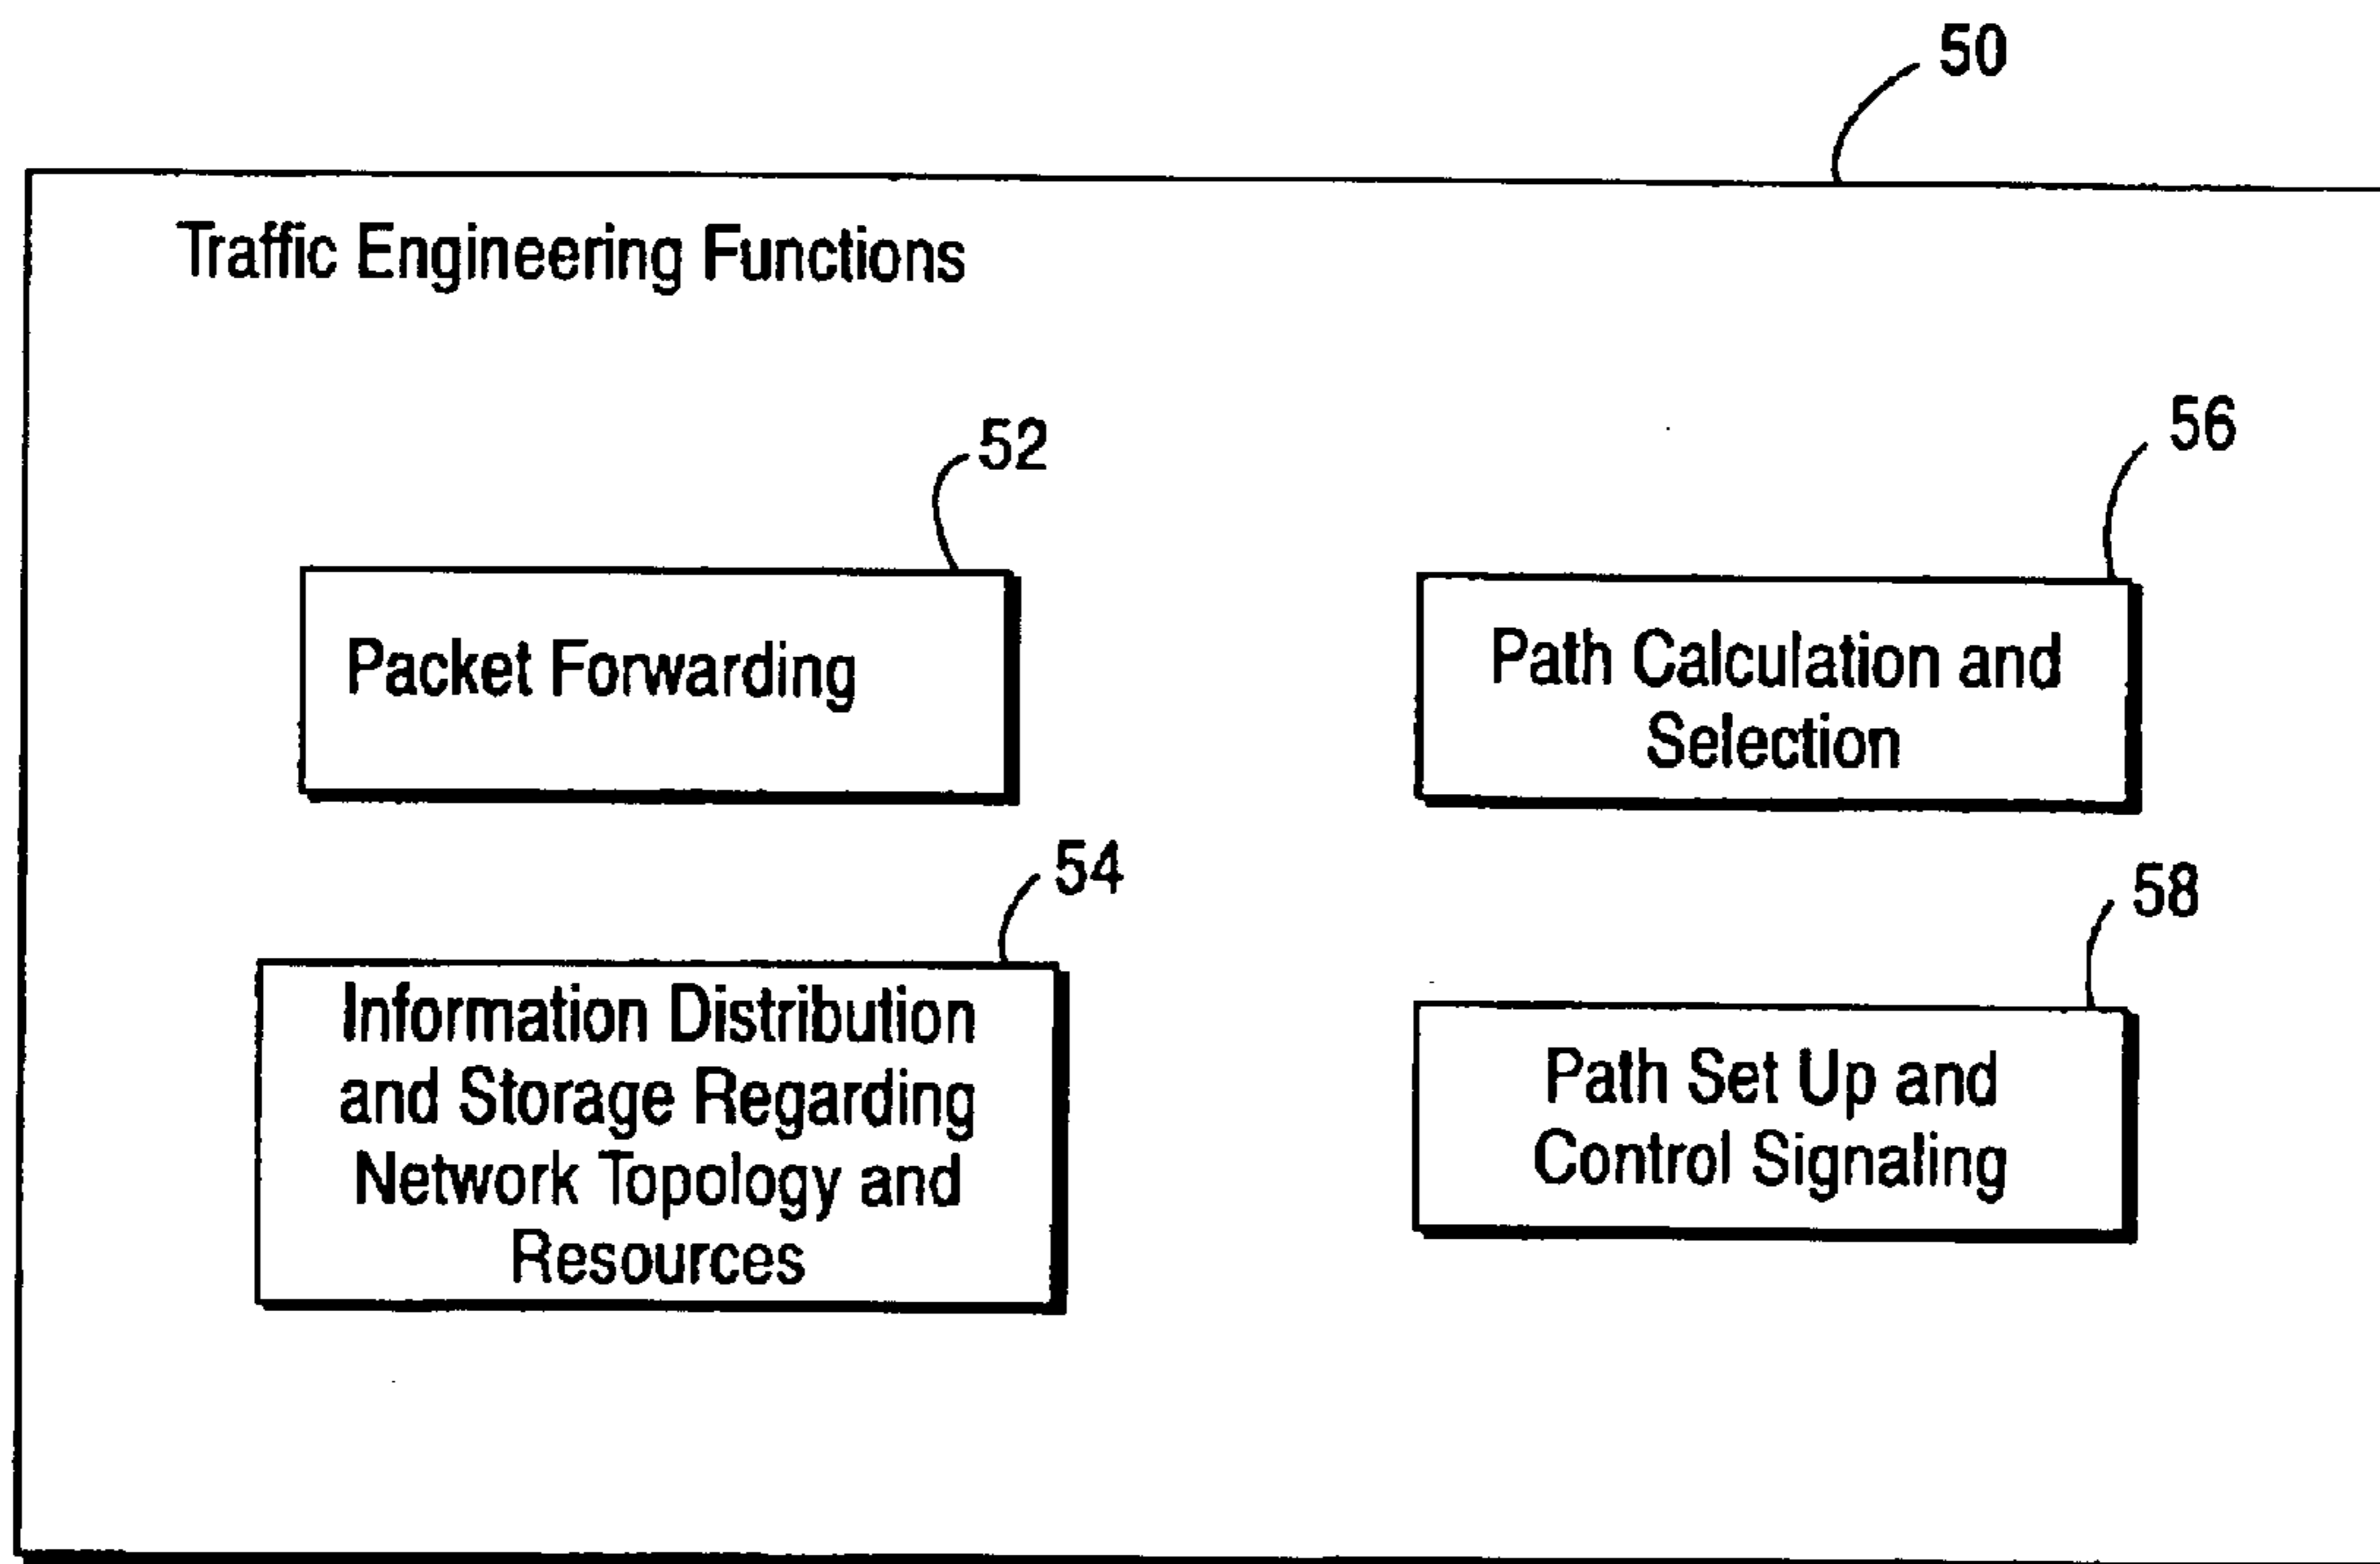 50
Traffic Engineering Functions
52
Packet Forwarding
56
Path Calculation and
Selection
54
Information Distribution
and Storage Regarding
Network Topology and
Resources
58
Path Set Up and
Control Signaling